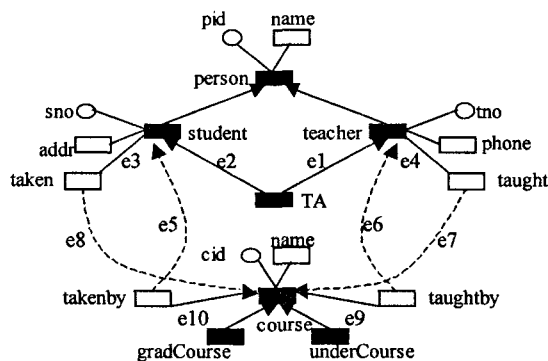 pid name
person
sno tno
student teacher
addr e3 e2 e1 e4 phone
taken TA taught
e8 e5 e6 e7
cid name
takenby taughtby
e10 course e9
gradCourse underCourse